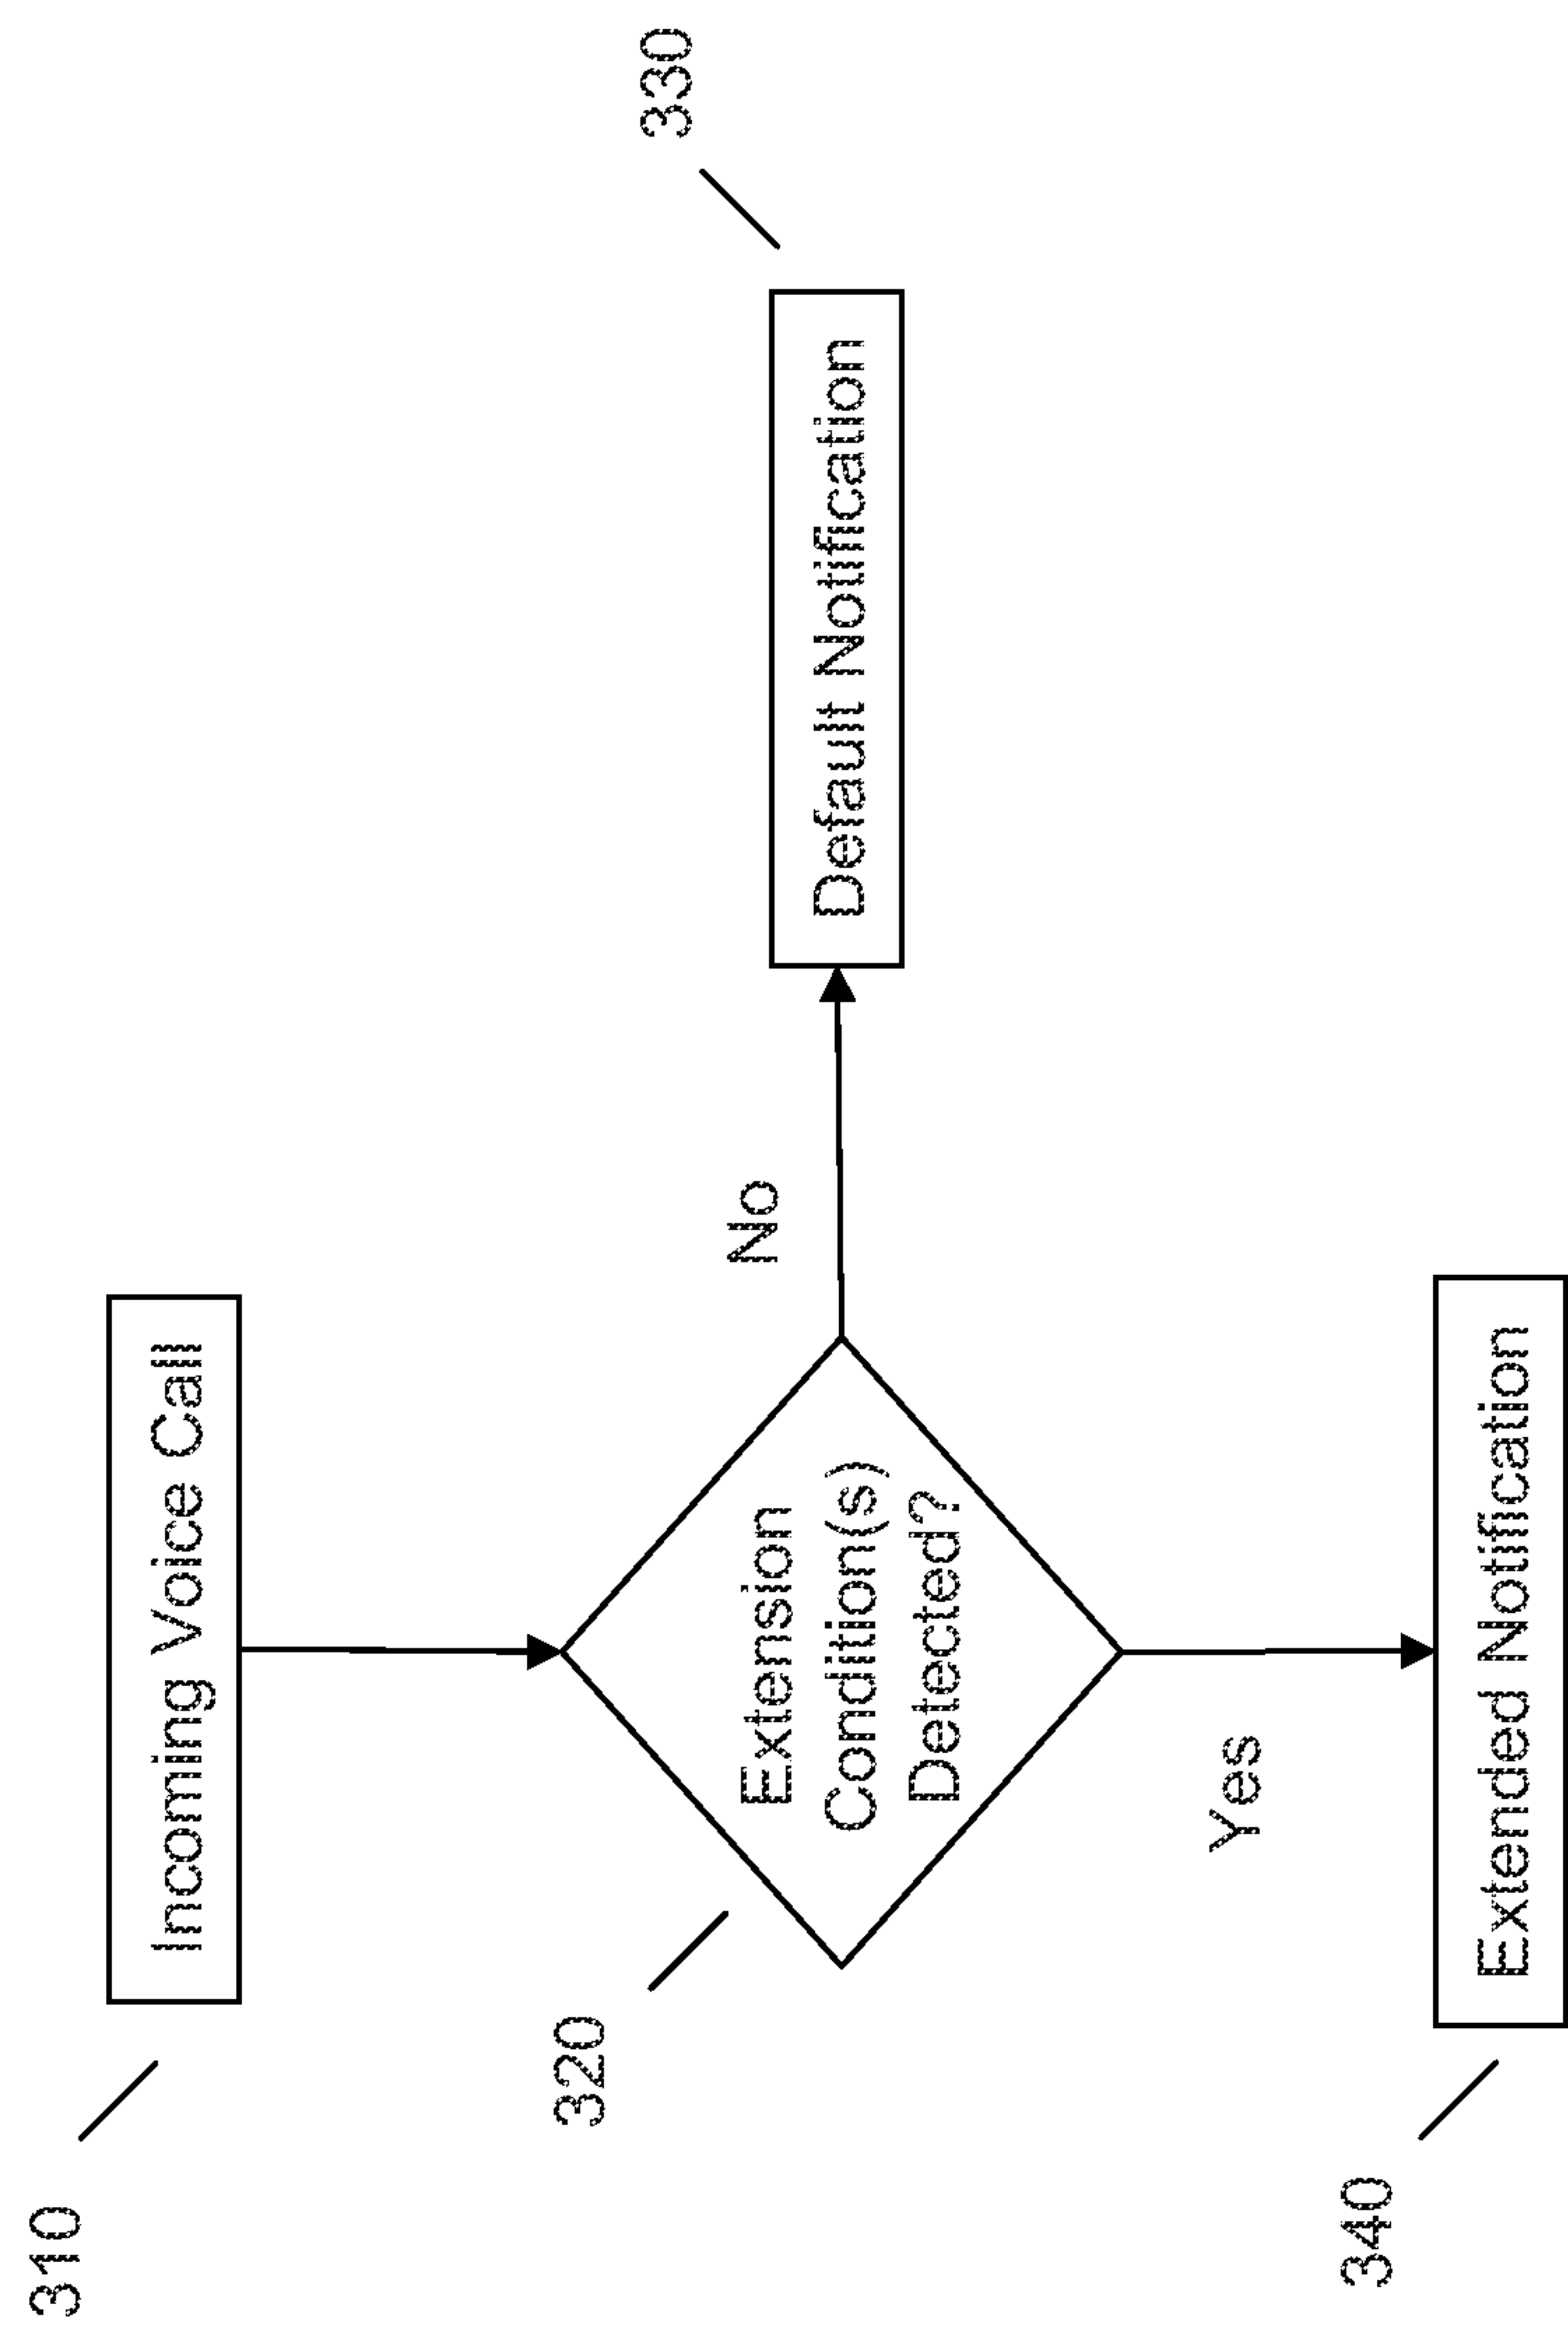 310
Incoming Voice Call
320
Extension
Condition(s)
Detected?
No
Default Notification
330
Yes
340
Extended Notification